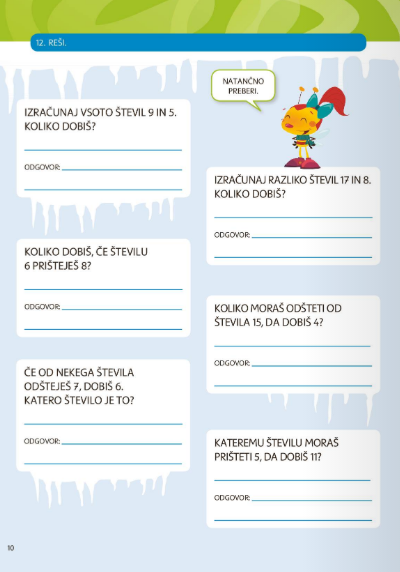 12. REŠI.
NATANČNO
PREBERI.
IZRAČUNAJ VSOTO ŠTEVIL 9 IN 5.
KOLIKO DOBIŠ?
ODGOVOR:
KOLIKO DOBIŠ, ČE ŠTEVILU
6 PRIŠTEJEŠ 8?
ODGOVOR:
ČE OD NEKEGA ŠTEVILA
ODŠTEJEŠ 7, DOBIŠ 6.
KATERO ŠTEVILO JE TO?
ODGOVOR:
IZRAČUNAJ RAZLIKO ŠTEVIL 17 IN 8.
KOLIKO DOBIŠ?
ODGOVOR:
KOLIKO MORAŠ ODŠTETI OD
ŠTEVILA 15, DA DOBIŠ 4?
ODGOVOR:
KATEREMU ŠTEVILU MORAŠ
PRIŠTETI 5, DA DOBIŠ 11?
ODGOVOR:
10